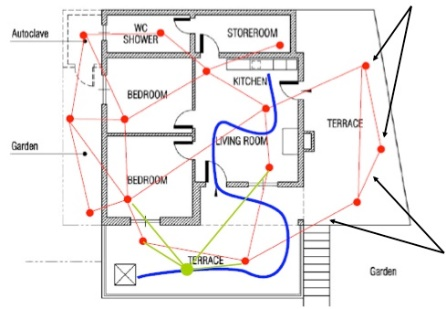 Autoclave
WC
SHOWER
STOREROOM
KITCHEN
BEDROOM
TERRACE
LIVING ROOM
Garden
BEDROOM
TERRACE
Garden